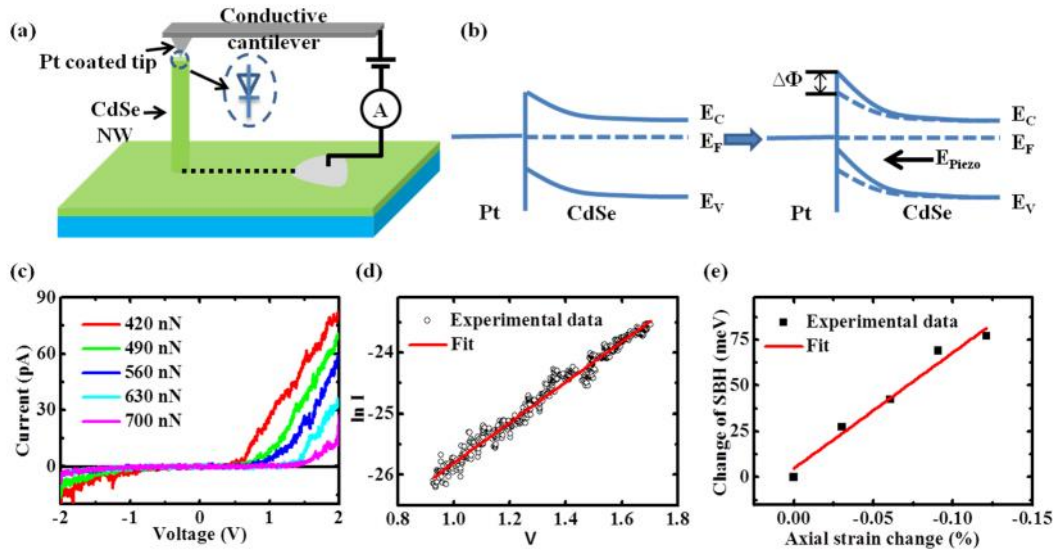 (a)
Conductive
cantilever
Pt coated tip
CdSe
NW
A
(b)
E_C
E_F
E_V
Pt
CdSe
ΔΦ
E_C
E_F
E_Piezo
E_V
Pt
CdSe
(c)
Current (pA)
90
60
30
0
-2
-1
0
1
2
Voltage (V)
420 nN
490 nN
560 nN
630 nN
700 nN
(d)
ln I
-24
-25
-26
0.8
1.0
1.2
1.4
1.6
1.8
V
Experimental data
Fit
(e)
Change of SBH (meV)
75
50
25
0
0.00
-0.05
-0.10
-0.15
Axial strain change (%)
Experimental data
Fit